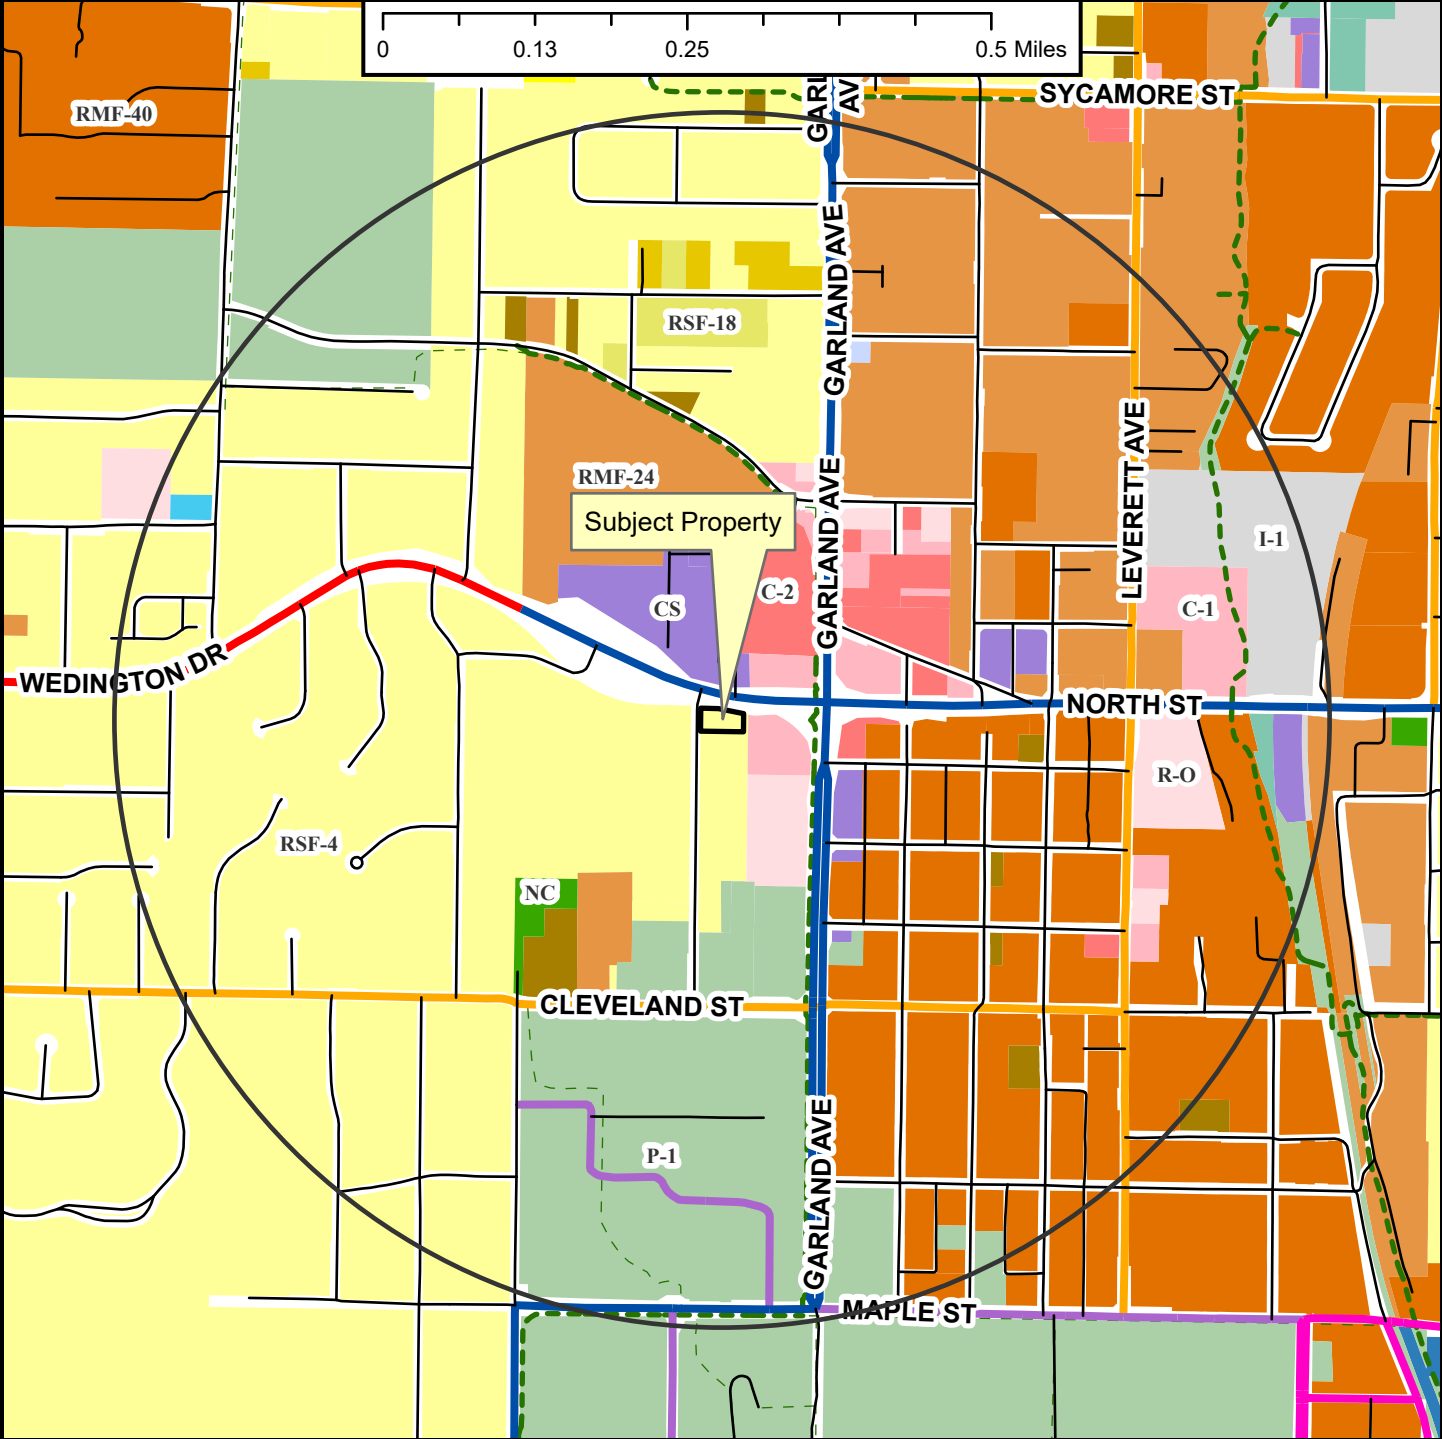 0 0.13 0.25 0.5 Miles
SYCAMORE ST
GARL
AV
RMF-40
GARLAND AVE
RSF-18
GARLAND AVE
LEVERETT AVE
RMF-24
GARLAND AVE
Subject Property
I-1
C-2
CS
C-1
WEDINGTON DR
NORTH ST
R-O
RSF-4
NC
CLEVELAND ST
P-1
GARLAND AVE
MAPLE ST